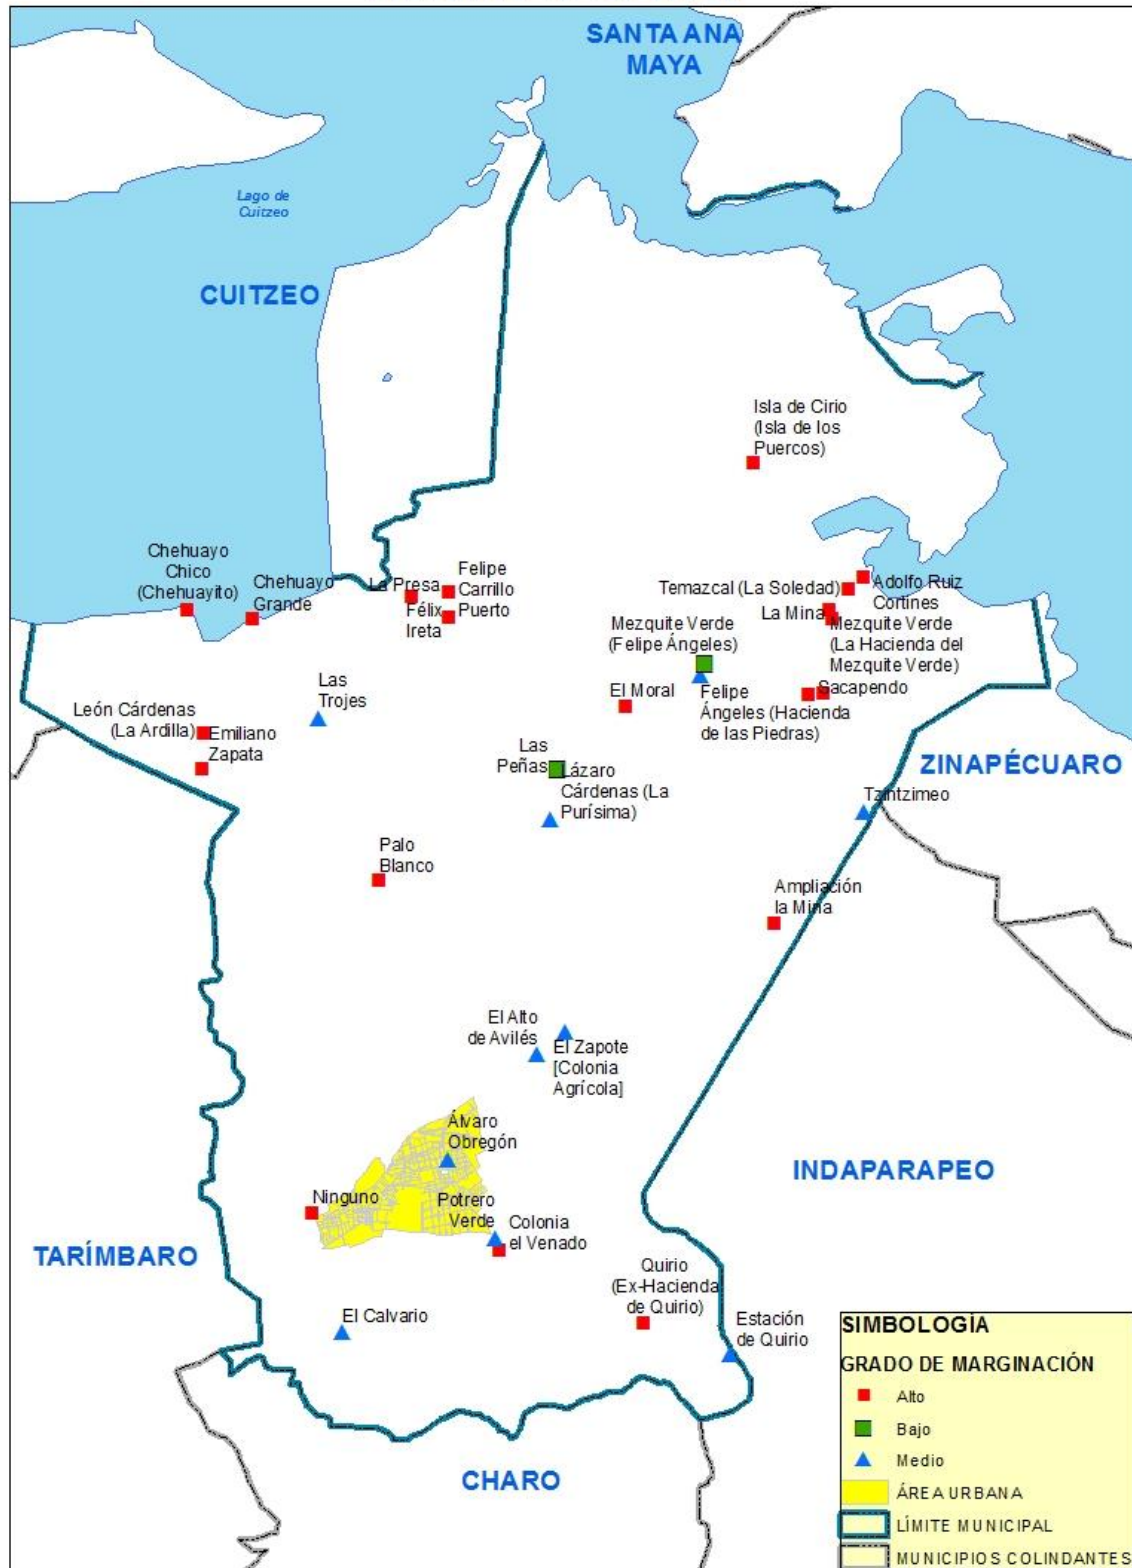 SANTA ANA
MAYA
Lago de
Cuitzeo
CUITZEO
Isla de Cirio
(Isla de los
Puercos)
Chehuayo
Chico
(Chehuayito)
Chehuayo
Grande
La Presa
Felipe
Carrillo
Puerto
Félix
Ireta
Temazcal (La Soledad)
Adolfo Ruiz
Cortines
La Mina
Mezquite Verde
(La Hacienda del
Mezquite Verde)
Mezquite Verde
(Felipe Ángeles)
Sacapendo
El Moral
Felipe
Ángeles (Hacienda
de las Piedras)
Las
Trojes
León Cárdenas
(La Ardilla)
Emiliano
Zapata
Las
Peñas
Lázaro
Cárdenas (La
Purísima)
ZINAPÉCUARO
Tzintzimeo
Palo
Blanco
Ampliación
la Mina
El Alto
de Avilés
El Zapote
[Colonia
Agrícola]
Álvaro
Obregón
INDAPARAPEO
Ninguno
Potrero
Verde
Colonia
el Venado
TARÍMBARO
Quirio
(Ex-Hacienda
de Quirio)
El Calvario
Estación
de Quirio
CHARO
SIMBOLOGÍA
GRADO DE MARGINACIÓN
Alto
Bajo
Medio
ÁREA URBANA
LÍMITE MUNICIPAL
MUNICIPIOS COLINDANTES